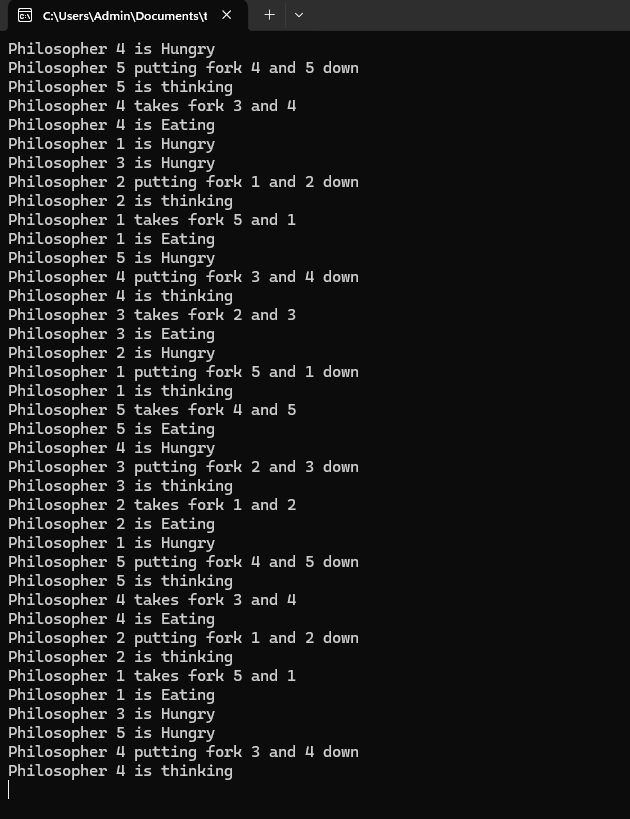 C:\Users\Admin\Documents\t
Philosopher 4 is Hungry
Philosopher 5 putting fork 4 and 5 down
Philosopher 5 is thinking
Philosopher 4 takes fork 3 and 4
Philosopher 4 is Eating
Philosopher 1 is Hungry
Philosopher 3 is Hungry
Philosopher 2 putting fork 1 and 2 down
Philosopher 2 is thinking
Philosopher 1 takes fork 5 and 1
Philosopher 1 is Eating
Philosopher 5 is Hungry
Philosopher 4 putting fork 3 and 4 down
Philosopher 4 is thinking
Philosopher 3 takes fork 2 and 3
Philosopher 3 is Eating
Philosopher 2 is Hungry
Philosopher 1 putting fork 5 and 1 down
Philosopher 1 is thinking
Philosopher 5 takes fork 4 and 5
Philosopher 5 is Eating
Philosopher 4 is Hungry
Philosopher 3 putting fork 2 and 3 down
Philosopher 3 is thinking
Philosopher 2 takes fork 1 and 2
Philosopher 2 is Eating
Philosopher 1 is Hungry
Philosopher 5 putting fork 4 and 5 down
Philosopher 5 is thinking
Philosopher 4 takes fork 3 and 4
Philosopher 4 is Eating
Philosopher 2 putting fork 1 and 2 down
Philosopher 2 is thinking
Philosopher 1 takes fork 5 and 1
Philosopher 1 is Eating
Philosopher 3 is Hungry
Philosopher 5 is Hungry
Philosopher 4 putting fork 3 and 4 down
Philosopher 4 is thinking